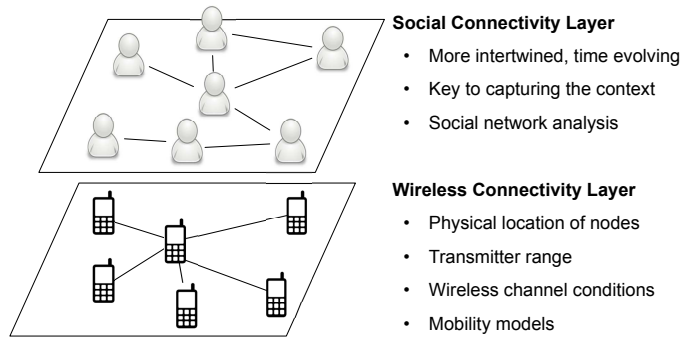 Social Connectivity Layer
• More intertwined, time evolving
• Key to capturing the context
• Social network analysis
Wireless Connectivity Layer
• Physical location of nodes
• Transmitter range
• Wireless channel conditions
• Mobility models